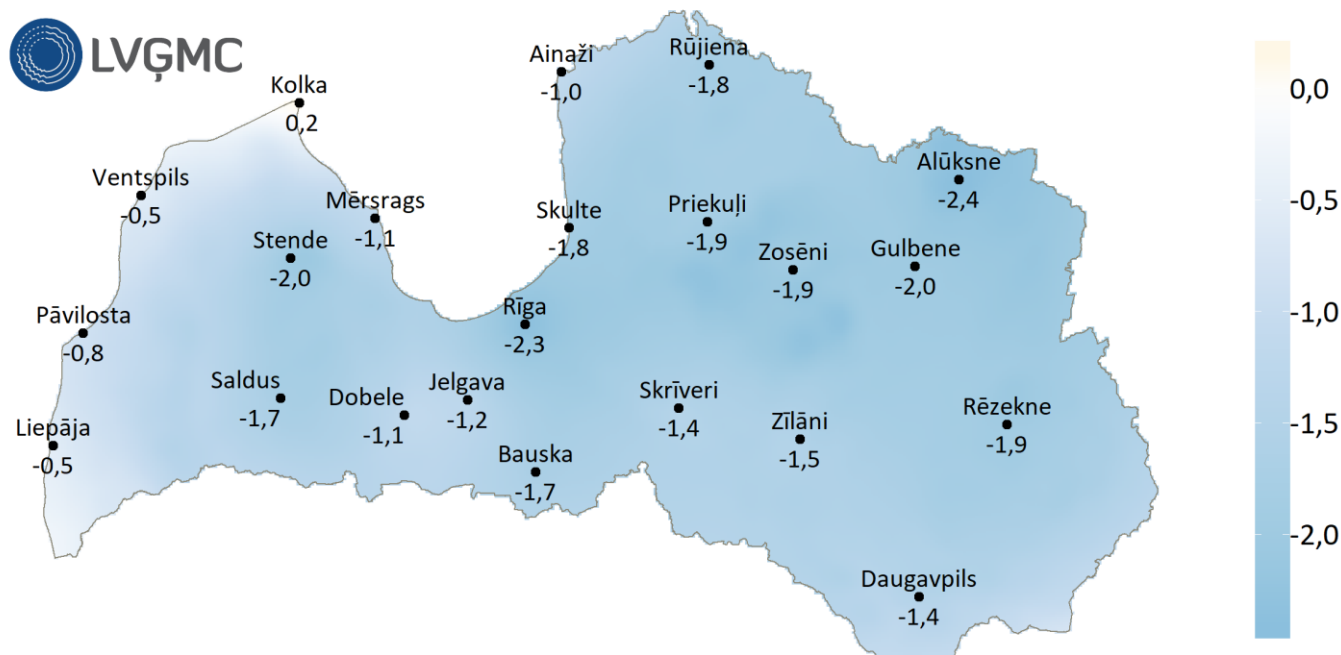 LVĢMC
Ainaži
-1,0
Rūjiena
-1,8
Kolka
0,2
0,0
Alūksne
-2,4
Ventspils
-0,5
-0,5
Mērsrags
-1,1
Skulte
-1,8
Priekuļi
-1,9
Stende
-2,0
Zosēni
-1,9
Gulbene
-2,0
Pāvilosta
-0,8
Rīga
-2,3
-1,0
Saldus
-1,7
Dobele
-1,1
Jelgava
-1,2
Skrīveri
-1,4
Zīlāni
-1,5
Rēzekne
-1,9
-1,5
Liepāja
-0,5
Bauska
-1,7
-2,0
Daugavpils
-1,4